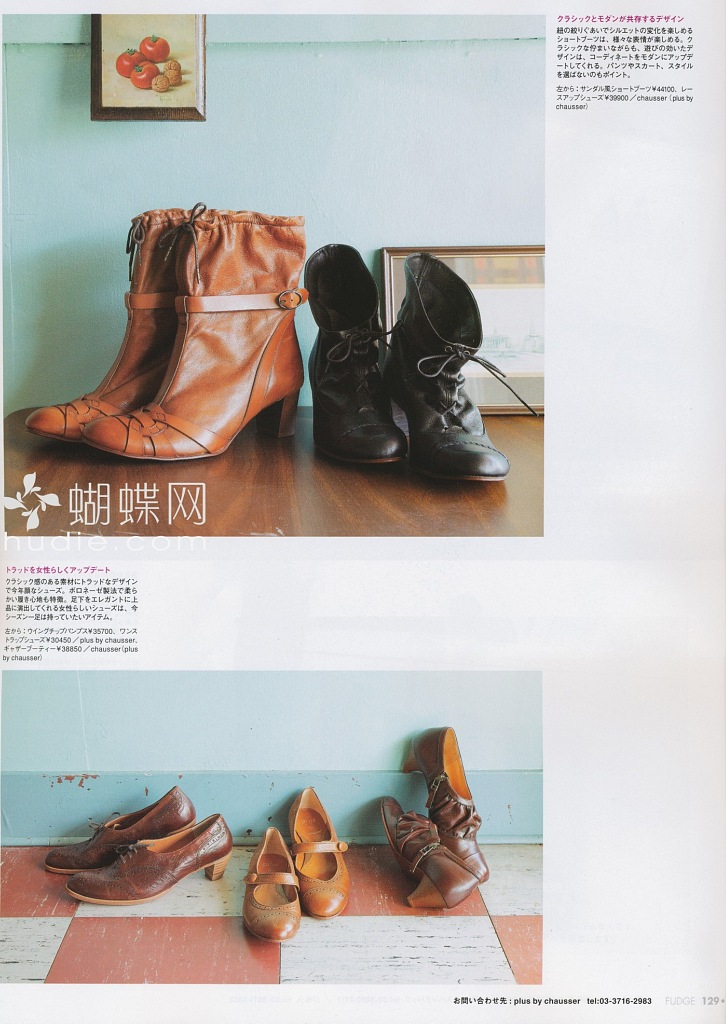 クラシックとモダンが共存するデザイン
紐の絞りぐあいでシルエットの変化を楽しめる
ショートブーツは、様々な表情が楽しめる。ク
ラシックな佇まいながらも、遊びの効いたデ
ザインは、コーディネートをモダンにアップデ
ートしてくれる。パンツやスカート、スタイル
を選ばないのもポイント。
左から：サンダル風ショートブーツ¥44100、レー
スアップシューズ¥39900／chausser（plus by
chausser）
蝴蝶网
hudie.com
トラッドを女性らしくアップデート
クラシック感のある素材にトラッドなデザイン
で今年顔なシューズ。ボロネーゼ製法で柔ら
かい履き心地も特徴。足下をエレガントに上
品に演出してくれる女性らしいシューズは、今
シーズン一足は持っていたいアイテム。
左から：ウイングチップパンプス¥35700、ワンス
トラップシューズ¥30450／plus by chausser、
ギャザーブーティー¥38850／chausser（plus
by chausser）
お問い合わせ先：plus by chausser tel:03-3716-2983
FUDGE 129